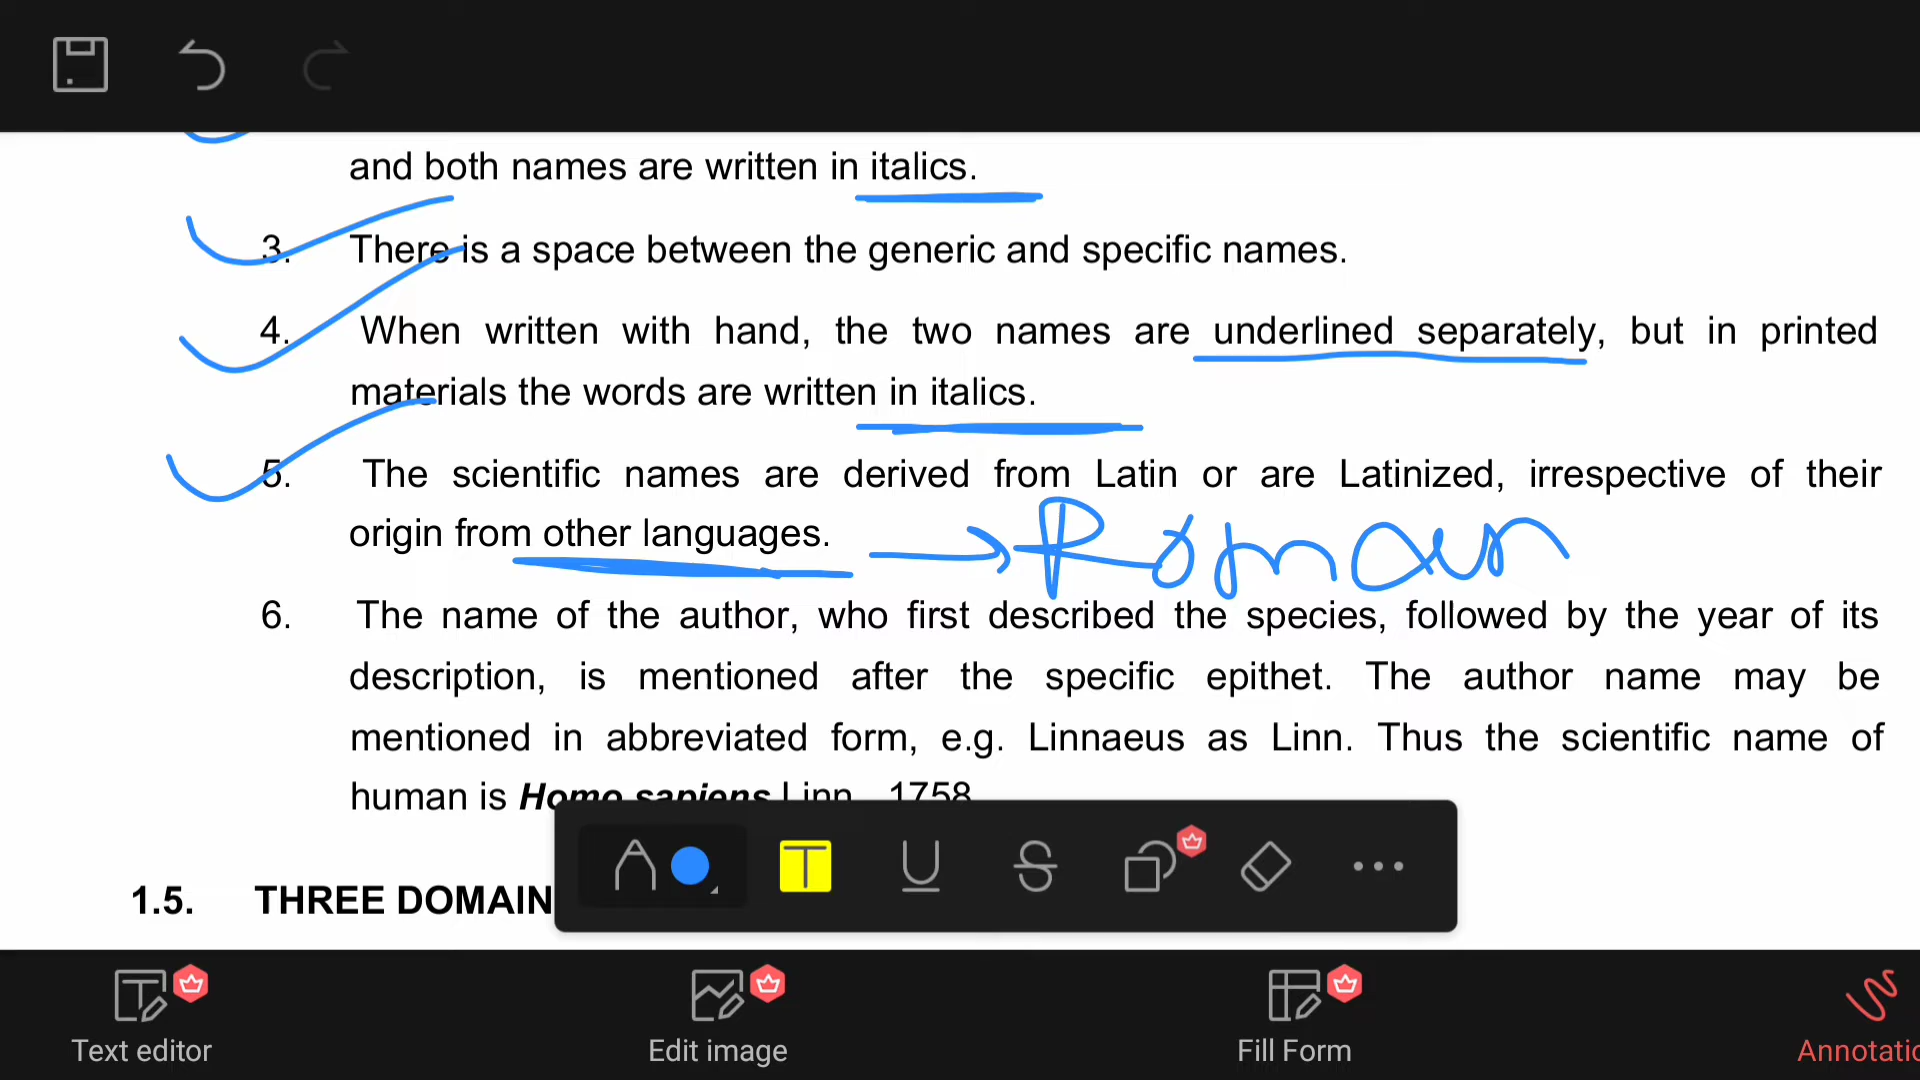 and both names are written in italics.
3. There is a space between the generic and specific names.
4. When written with hand, the two names are underlined separately, but in printed
materials the words are written in italics.
5. The scientific names are derived from Latin or are Latinized, irrespective of their
origin from other languages. → Roman
6. The name of the author, who first described the species, followed by the year of its
description, is mentioned after the specific epithet. The author name may be
mentioned in abbreviated form, e.g. Linnaeus as Linn. Thus the scientific name of
human is Homo sapiens Linn. 1758
1.5. THREE DOMAIN
Text editor Edit image Fill Form Annotatio